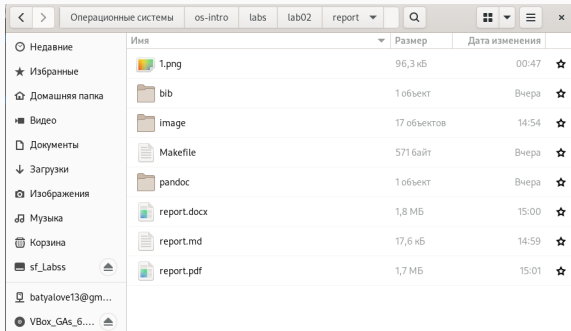 Операционные системы os-intro labs lab02 report
Имя Размер Дата изменения
Недавние
Избранные
Домашняя папка
Видео
Документы
Загрузки
Изображения
Музыка
Корзина
sf_Labss
batyalove13@gm...
VBox_GAs_6....
1.png 96,3 кБ 00:47
bib 1 объект Вчера
image 17 объектов 14:54
Makefile 571 байт Вчера
pandoc 1 объект Вчера
report.docx 1,8 МБ 15:00
report.md 17,6 кБ 14:59
report.pdf 1,7 МБ 15:01